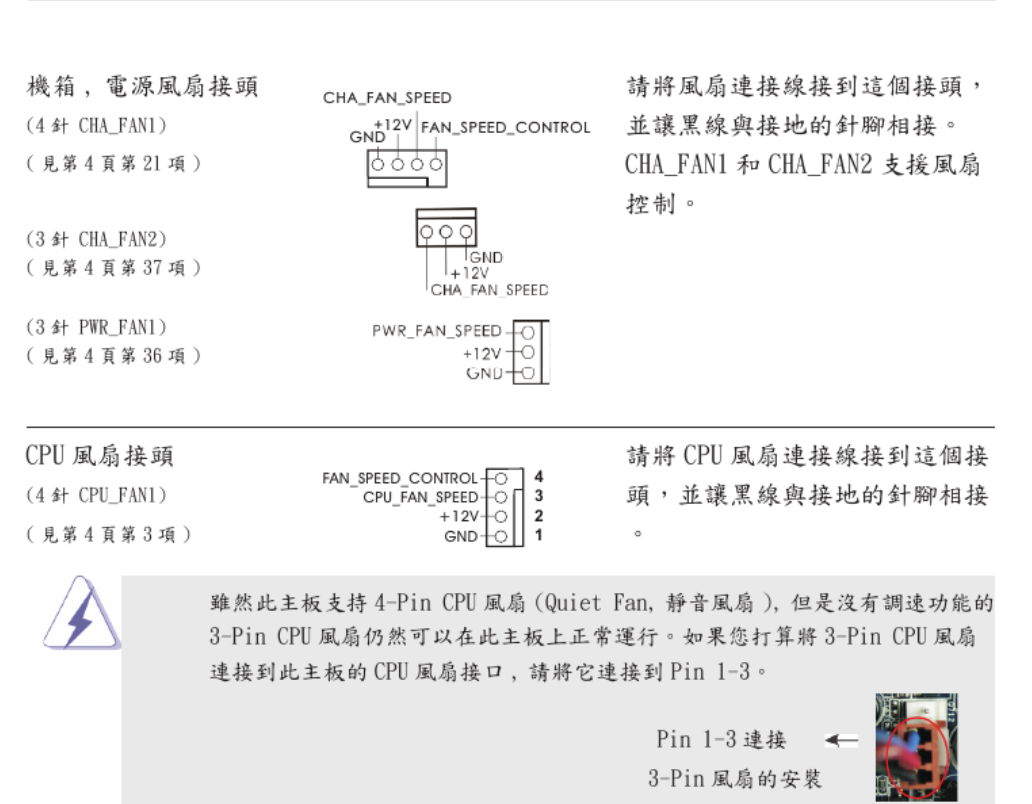 機箱 , 電源風扇接頭
(4 針 CHA_FAN1)
( 見第 4 頁第 21 項 )
CHA_FAN_SPEED
+12V
FAN_SPEED_CONTROL
GND
請將風扇連接線接到這個接頭，
並讓黑線與接地的針腳相接。
CHA_FAN1 和 CHA_FAN2 支援風扇
控制。
(3 針 CHA_FAN2)
( 見第 4 頁第 37 項 )
GND
+12V
CHA_FAN_SPEED
(3 針 PWR_FAN1)
( 見第 4 頁第 36 項 )
PWR_FAN_SPEED
+12V
GND
CPU 風扇接頭
(4 針 CPU_FAN1)
( 見第 4 頁第 3 項 )
FAN_SPEED_CONTROL 4
CPU_FAN_SPEED 3
+12V 2
GND 1
請將 CPU 風扇連接線接到這個接
頭，並讓黑線與接地的針腳相接
。
雖然此主板支持 4-Pin CPU 風扇 (Quiet Fan, 靜音風扇 ), 但是沒有調速功能的
3-Pin CPU 風扇仍然可以在此主板上正常運行。如果您打算將 3-Pin CPU 風扇
連接到此主板的 CPU 風扇接口 , 請將它連接到 Pin 1-3。
Pin 1-3 連接
3-Pin 風扇的安裝